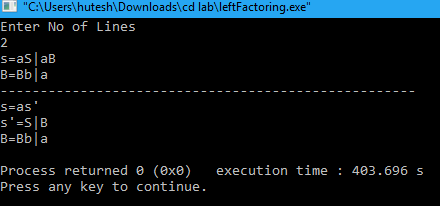 "C:\Users\hutesh\Downloads\cd lab\leftFactoring.exe"
Enter No of Lines
2
s=aS|aB
B=Bb|a
----------------------------------------------------
s=as'
s'=S|B
B=Bb|a
Process returned 0 (0x0)   execution time : 403.696 s
Press any key to continue.